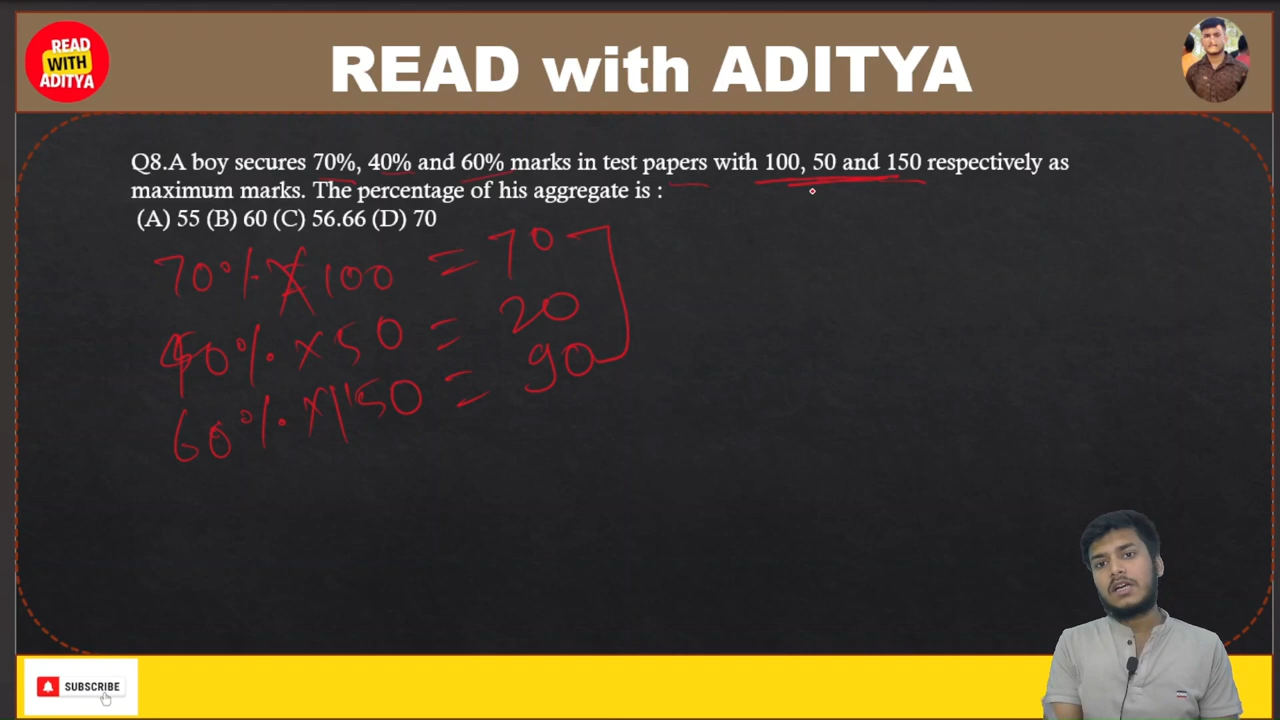 READ
WITH
ADITYA
READ with ADITYA
Q8.A boy secures 70%, 40% and 60% marks in test papers with 100, 50 and 150 respectively as
maximum marks. The percentage of his aggregate is :
(A) 55 (B) 60 (C) 56.66 (D) 70
70% X 100 = 70
40% X 50 = 20
60% X 150 = 90
SUBSCRIBE